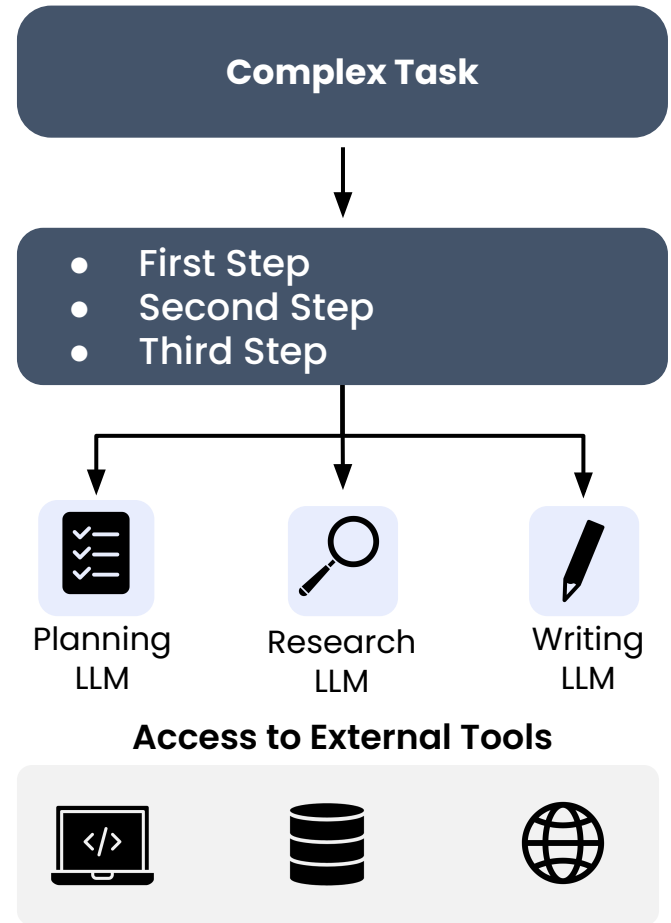 Complex Task
● First Step
● Second Step
● Third Step
Planning
LLM
Research
LLM
Writing
LLM
Access to External Tools
</>